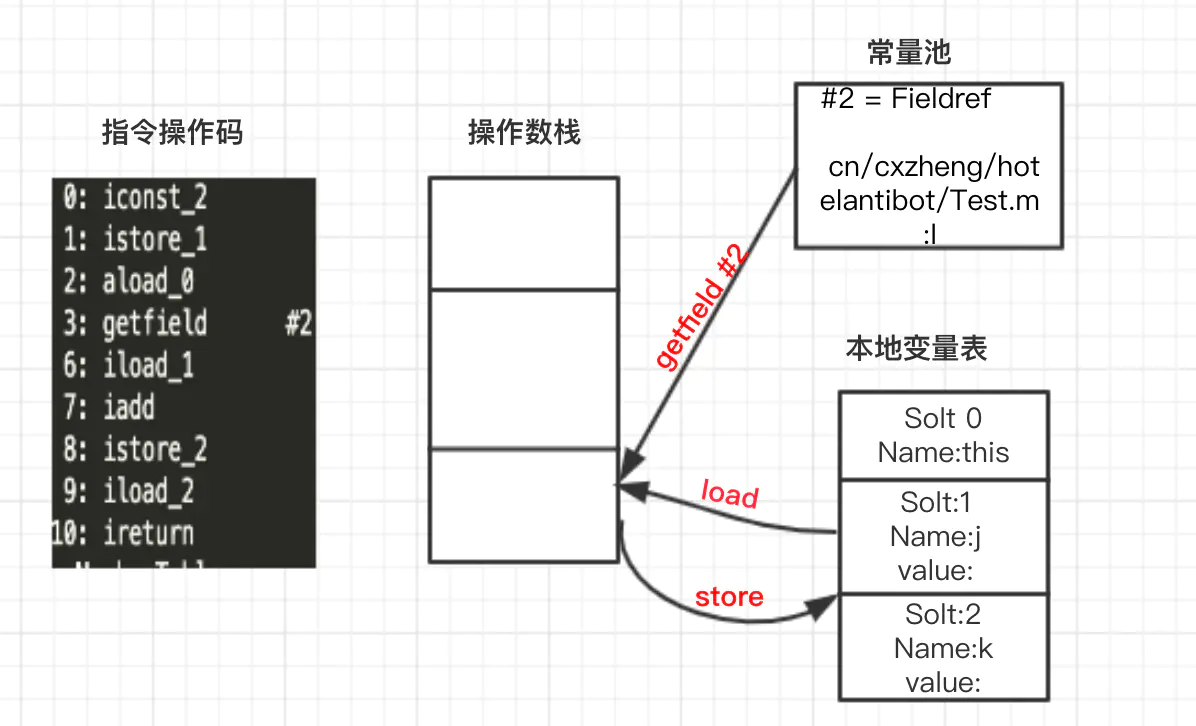 指令操作码
0: iconst_2
1: istore_1
2: aload_0
3: getfield #2
6: iload_1
7: iadd
8: istore_2
9: iload_2
10: ireturn
操作数栈
常量池
#2 = Fieldref
cn/cxzheng/hot
elantibot/Test.m
:I
getfield #2
load
store
本地变量表
Solt 0
Name:this
Solt:1
Name:j
value:
Solt:2
Name:k
value: